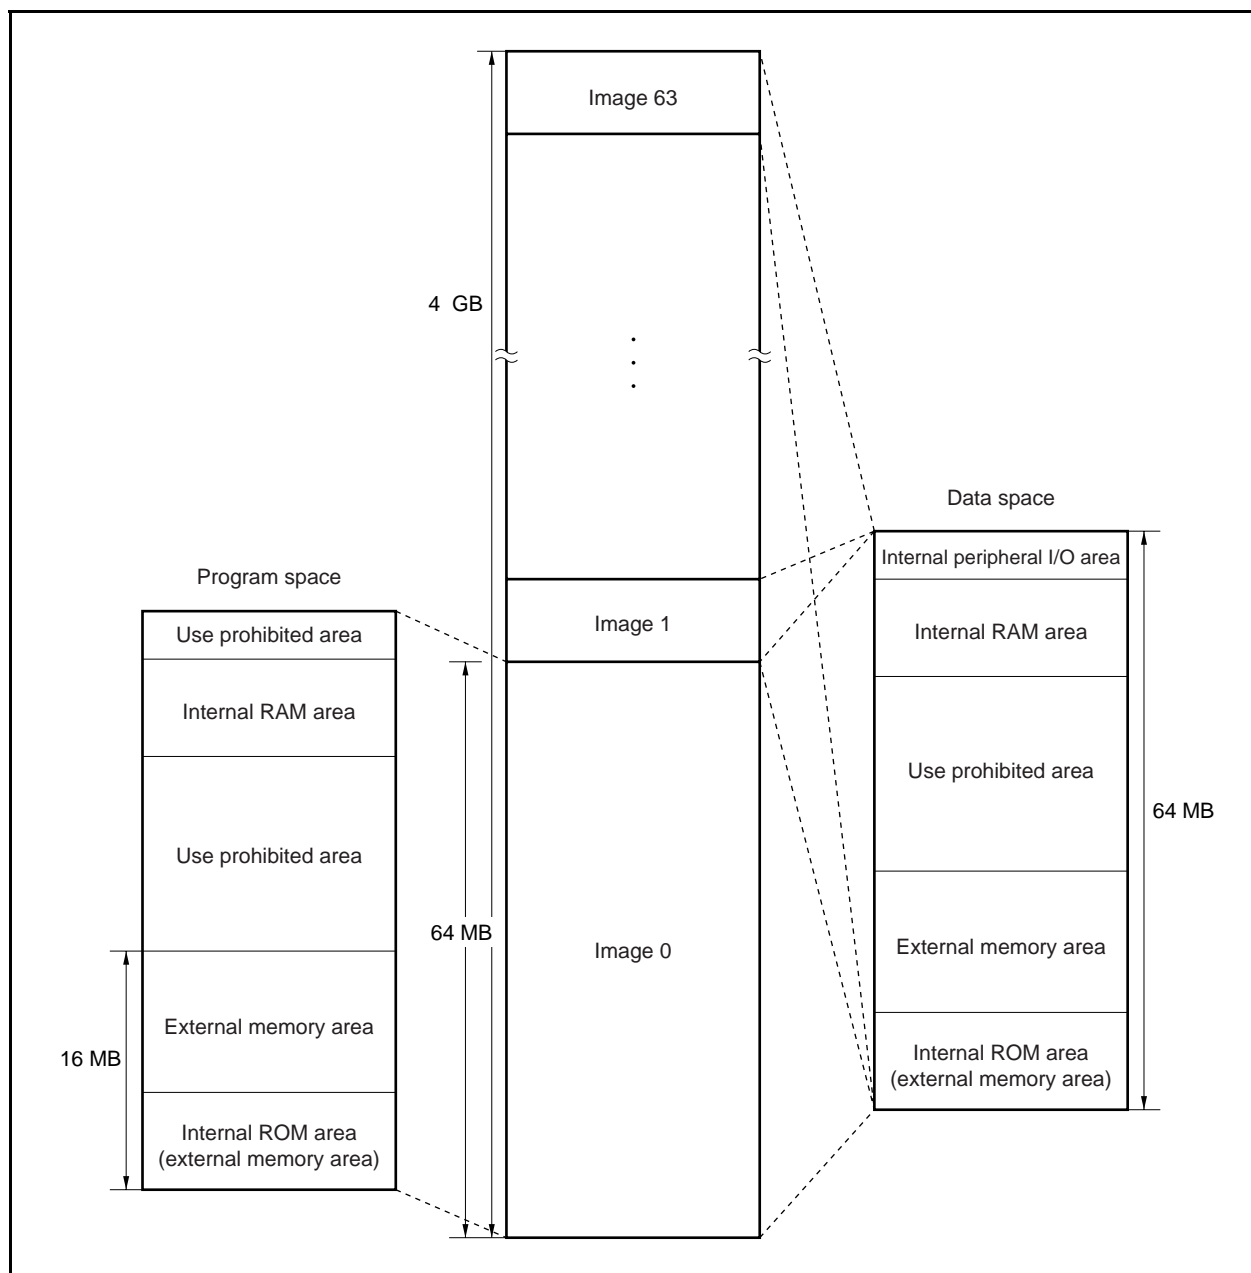 Image 63
4 GB
Data space
Internal peripheral I/O area
Program space
Use prohibited area
Image 1
Internal RAM area
Internal RAM area
Use prohibited area
64 MB
Use prohibited area
64 MB
Image 0
External memory area
External memory area
16 MB
Internal ROM area
(external memory area)
Internal ROM area
(external memory area)